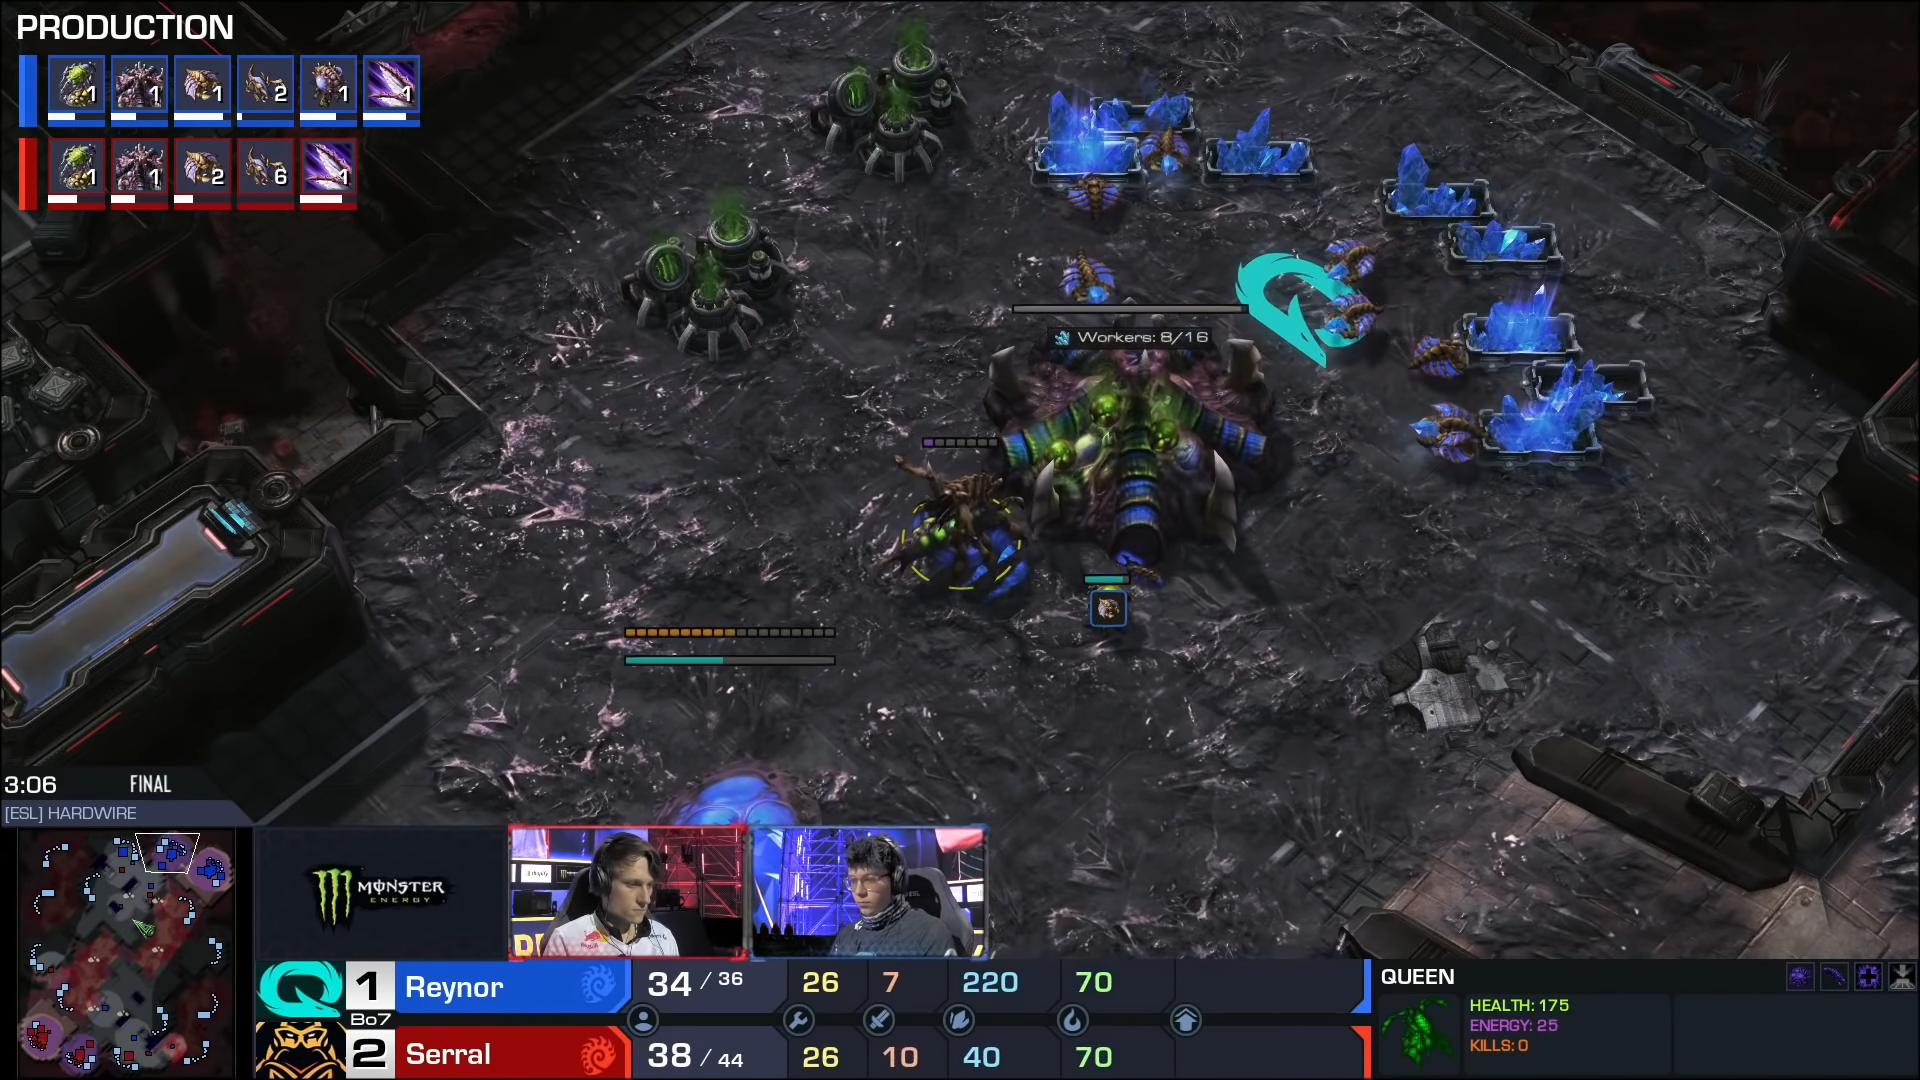 PRODUCTION
1 1 1 2 1 1
1 1 2 6 1
Workers: 8/16
3:06 FINAL
[ESL] HARDWIRE
MONSTER
ENERGY
1 Reynor 34 / 36 26 7 220 70
Bo7
2 Serral 38 / 44 26 10 40 70
QUEEN
HEALTH: 175
ENERGY: 25
KILLS: 0